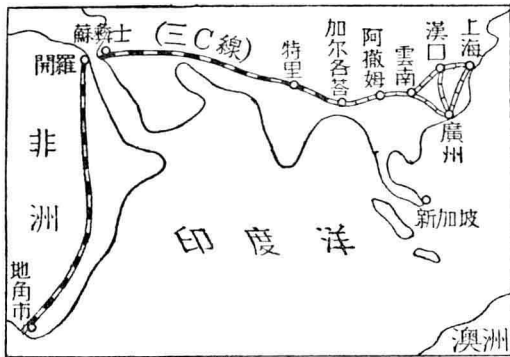 蘇彝士
(三C線)
開羅
特里
加尔各答
阿撒姆
雲南
漢口
上海
廣州
非洲
新加坡
印度洋
地角市
澳洲